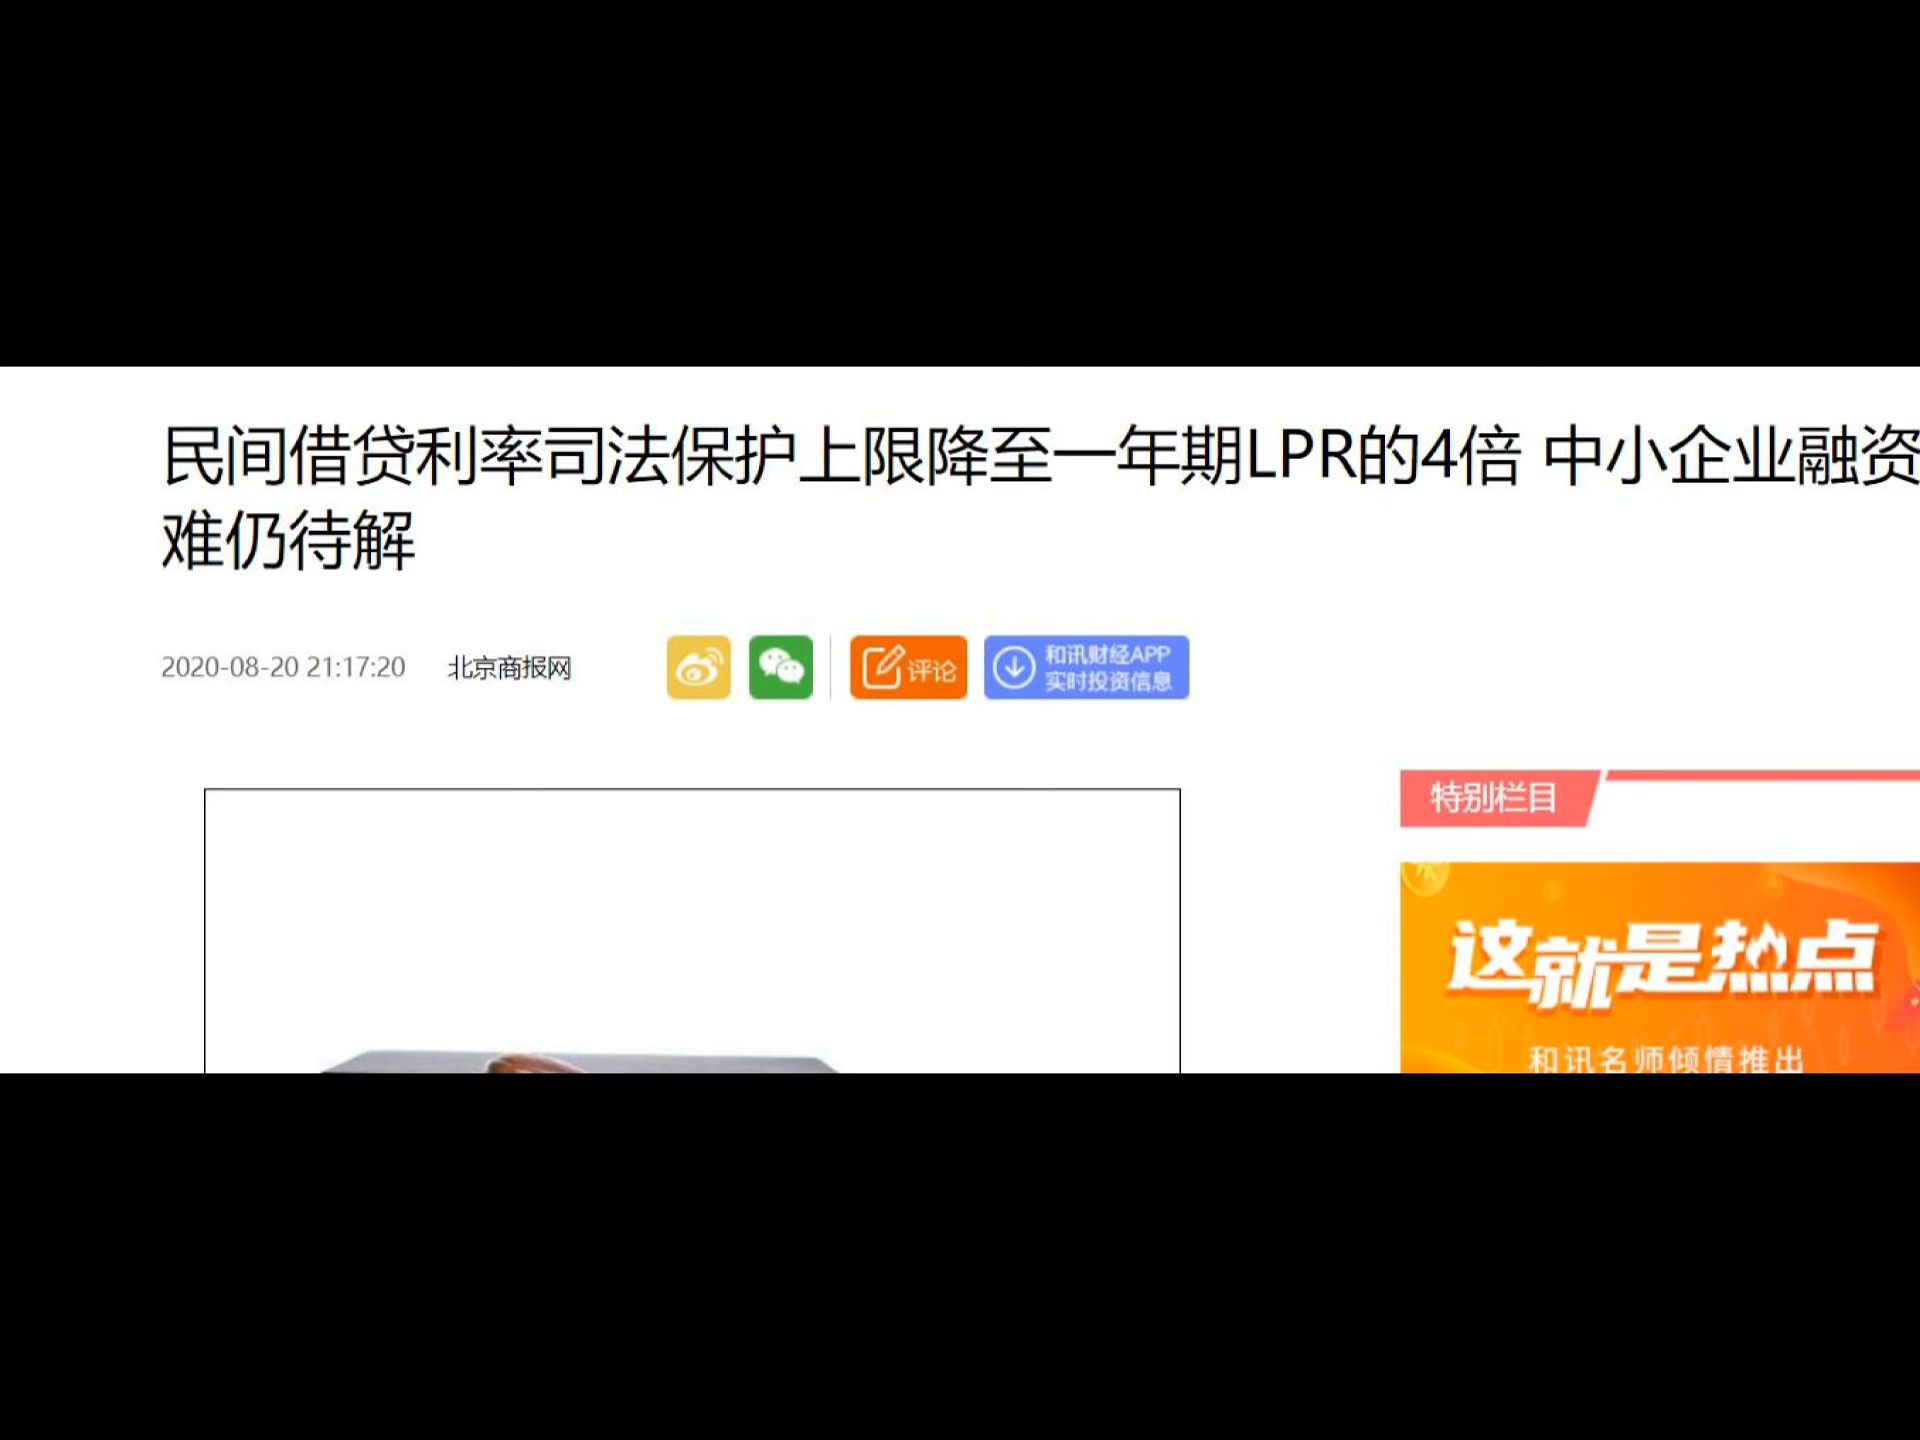 民间借贷利率司法保护上限降至一年期LPR的4倍 中小企业融资
难仍待解
2020-08-20 21:17:20 北京商报网
评论
和讯财经APP
实时投资信息
特别栏目
这就是热点
和讯名师倾情推出